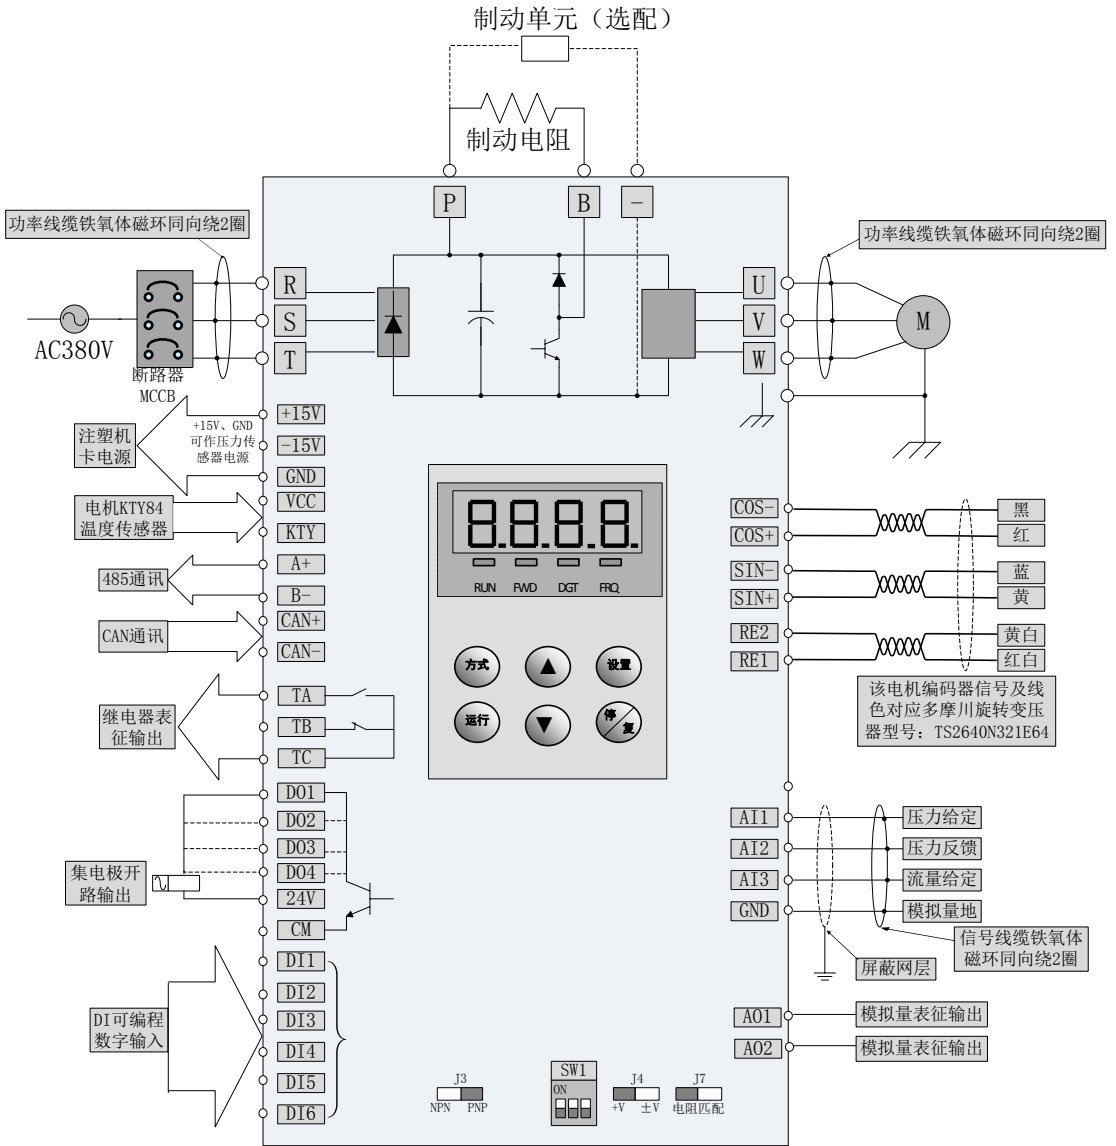 制动单元（选配）
制动电阻
P
B
-
功率线缆铁氧体磁环同向绕2圈
功率线缆铁氧体磁环同向绕2圈
R
S
T
AC380V
断路器
MCCB
U
V
W
M
+15V
-15V
GND
+15V、GND
可作压力传
感器电源
注塑机
卡电源
VCC
KTY
电机KTY84
温度传感器
A+
B-
485通讯
CAN+
CAN-
CAN通讯
TA
TB
TC
继电器表
征输出
DO1
DO2
DO3
DO4
24V
CM
集电极开
路输出
DI1
DI2
DI3
DI4
DI5
DI6
DI可编程
数字输入
8.8.8.8.
RUN FWD DGT FRQ
方式
▲
设置
运行
▼
停/复
COS-
COS+
SIN-
SIN+
RE2
RE1
黑
红
蓝
黄
黄白
红白
该电机编码器信号及线
色对应多摩川旋转变压
器型号：TS2640N321E64
AI1
AI2
AI3
GND
压力给定
压力反馈
流量给定
模拟量地
屏蔽网层
信号线缆铁氧体
磁环同向绕2圈
AO1
AO2
模拟量表征输出
模拟量表征输出
J3
NPN PNP
SW1
ON
J4
+V ±V
J7
电阻匹配